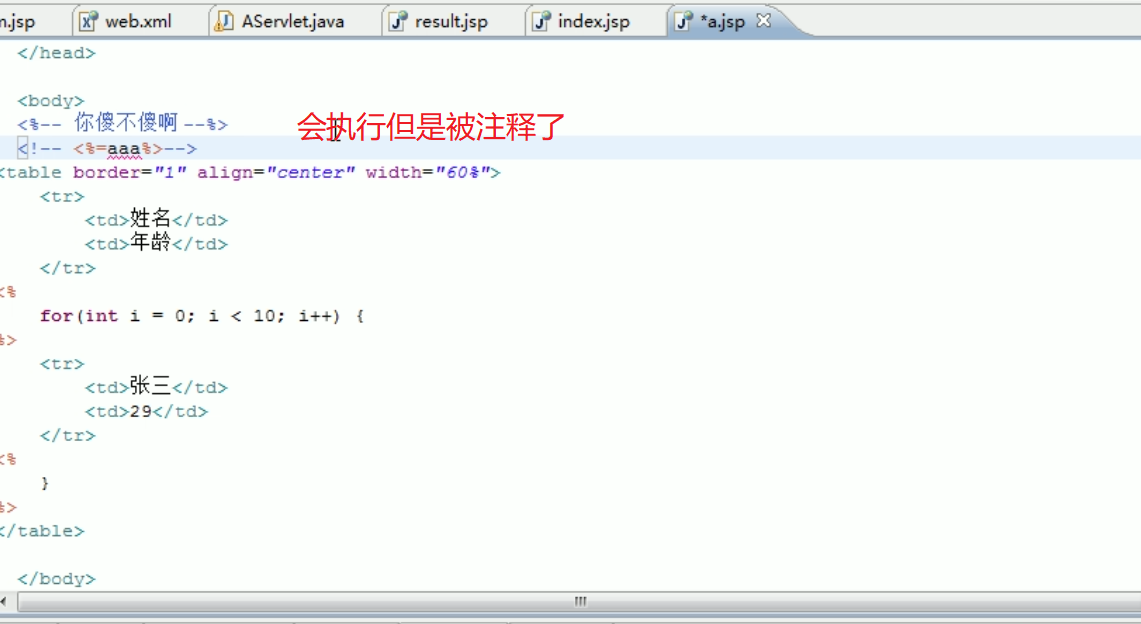 m.jsp web.xml AServlet.java result.jsp index.jsp *a.jsp
</head>
<body>
<%-- 你傻不傻啊 --%>
会执行但是被注释了
<!-- <%=aaa%>-->
<table border="1" align="center" width="60%">
<tr>
<td>姓名</td>
<td>年龄</td>
</tr>
<%
for(int i = 0; i < 10; i++) {
%>
<tr>
<td>张三</td>
<td>29</td>
</tr>
<%
}
%>
</table>
</body>